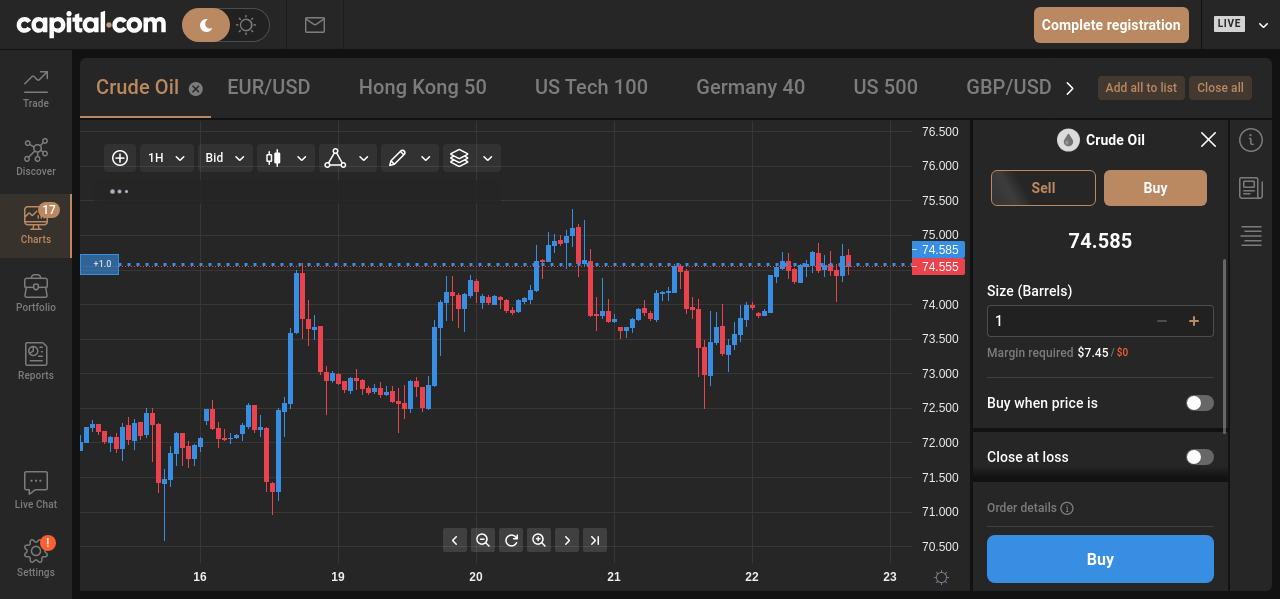 capital.com
Complete registration
LIVE
Trade
Discover
17
Charts
Portfolio
Reports
Live Chat
!
Settings
Crude Oil
EUR/USD
Hong Kong 50
US Tech 100
Germany 40
US 500
GBP/USD
Add all to list
Close all
1H
Bid
+1.0
76.500
76.000
75.500
75.000
74.585
74.555
74.000
73.500
73.000
72.500
72.000
71.500
71.000
70.500
16
19
20
21
22
23
Crude Oil
Sell
Buy
74.585
Size (Barrels)
1
Margin required $7.45 / $0
Buy when price is
Close at loss
Order details
Buy